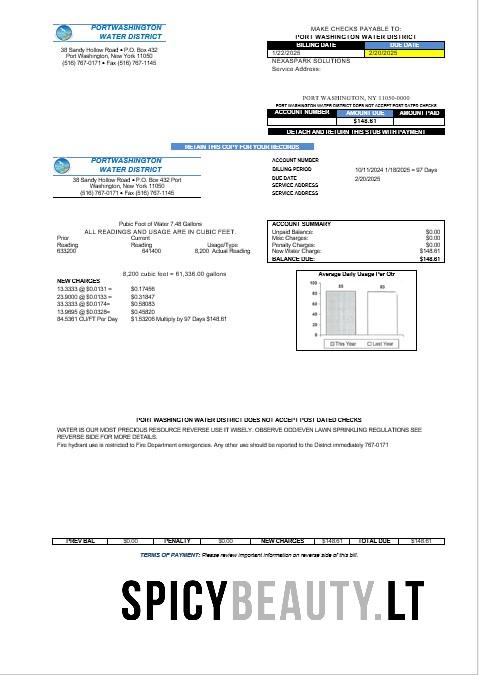 PORTWASHINGTON
WATER DISTRICT
38 Sandy Hollow Road • P.O. Box 432
Port Washington, New York 11050
(516) 767-0171 • Fax (516) 767-1145
MAKE CHECKS PAYABLE TO:
PORT WASHINGTON WATER DISTRICT
BILLING DATE DUE DATE
1/22/2025 2/20/2025
NEXASPARK SOLUTIONS
Service Address:
PORT WASHINGTON, NY 11050-0000
PORT WASHINGTON WATER DISTRICT DOES NOT ACCEPT POST DATED CHECKS
ACCOUNT NUMBER AMOUNT DUE AMOUNT PAID
$148.61
DETACH AND RETURN THIS STUB WITH PAYMENT
RETAIN THIS COPY FOR YOUR RECORDS
PORTWASHINGTON
WATER DISTRICT
38 Sandy Hollow Road • P.O. Box 432 Port
Washington, New York 11050
(516) 767-0171 • Fax (516) 767-1145
ACCOUNT NUMBER
BILLING PERIOD 10/11/2024 1/18/2025 = 97 Days
DUE DATE 2/20/2025
SERVICE ADDRESS
SERVICE ADDRESS
Cubic Foot of Water 7.48 Gallons
ALL READINGS AND USAGE ARE IN CUBIC FEET.
Prior Current
Reading Reading Usage/Type
633200 641400 8,200 Actual Reading
8,200 cubic foot = 61,336.00 gallons
NEW CHARGES
13.3333 @ $0.0131 = $0.17456
23.9000 @ $0.0133 = $0.31847
33.3333 @ $0.0174= $0.58083
13.9695 @ $0.0328= $0.45820
84.5361 CU/FT Per Day $1.53206 Multiply by 97 Days $148.61
ACCOUNT SUMMARY
Unpaid Balance: $0.00
Misc Charges: $0.00
Penalty Charges: $0.00
New Water Charge: $148.61
BALANCE DUE: $148.61
Average Daily Usage Per Qtr
100
80
60
40
20
0
This Year Last Year
PORT WASHINGTON WATER DISTRICT DOES NOT ACCEPT POST DATED CHECKS
WATER IS OUR MOST PRECIOUS RESOURCE REVERSE USE IT WISELY. OBSERVE ODD/EVEN LAWN SPRINKLING REGULATIONS SEE
REVERSE SIDE FOR MORE DETAILS.
Fire hydrant use is restricted to Fire Department emergencies. Any other use should be reported to the District immediately 767-0171
PREV BAL $0.00 PENALTY $0.00 NEW CHARGES $148.61 TOTAL DUE $148.61
TERMS OF PAYMENT: Please review important information on reverse side of this bill.
SPICYBEAUTY.LT